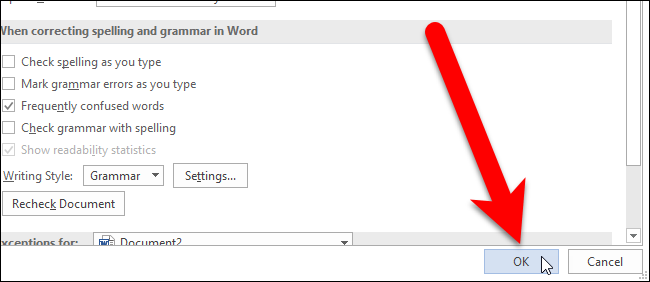 When correcting spelling and grammar in Word
Check spelling as you type
Mark grammar errors as you type
Frequently confused words
Check grammar with spelling
Show readability statistics
Writing Style: Grammar Settings...
Recheck Document
xceptions for: Document2
OK Cancel